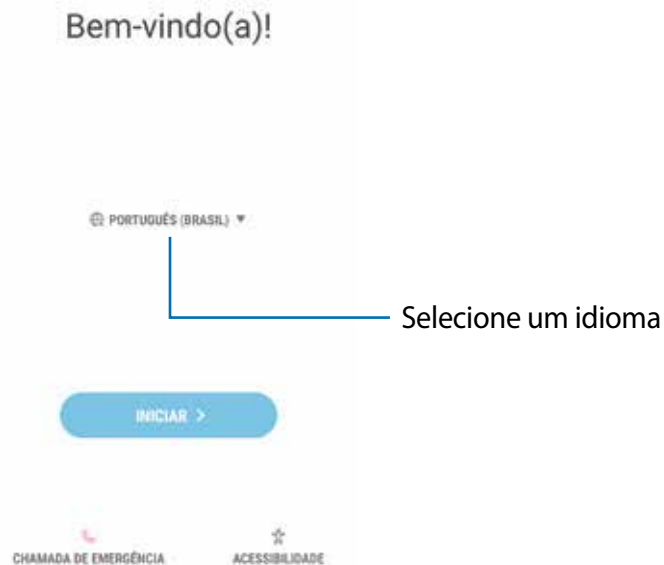 Bem-vindo(a)!
PORTUGUÊS (BRASIL)
Selecione um idioma
INICIAR >
CHAMADA DE EMERGÊNCIA
ACESSIBILIDADE